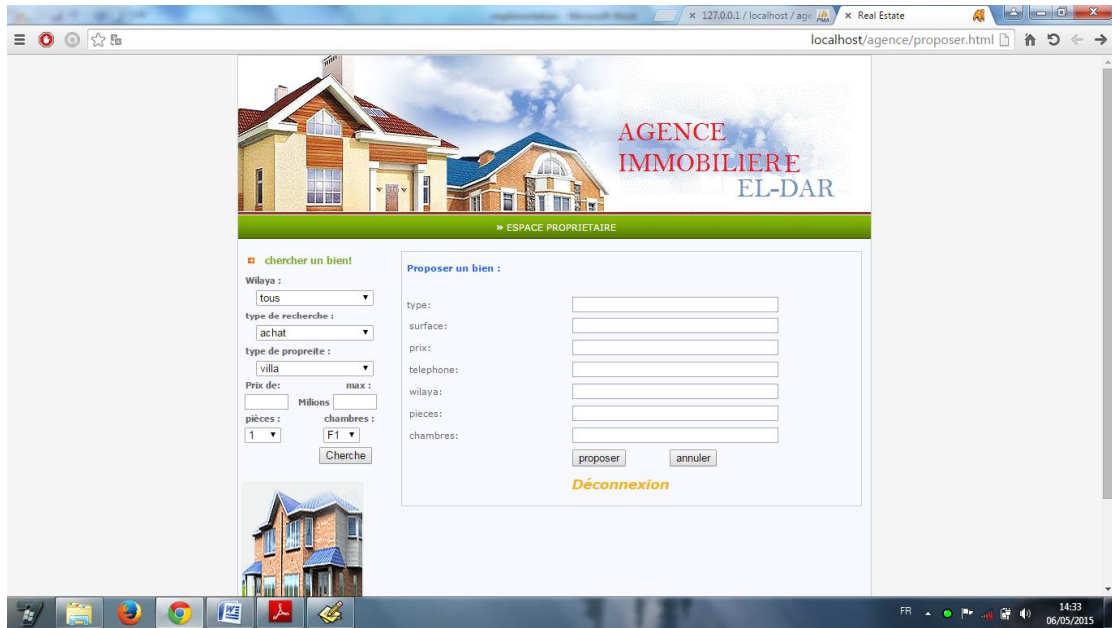 127.0.0.1 / localhost / age
Real Estate
localhost/agence/proposer.html
AGENCE
IMMOBILIERE
EL-DAR
» ESPACE PROPRIETAIRE
chercher un bien!
Wilaya :
tous
type de recherche :
achat
type de propreite :
villa
Prix de: max :
Milions
pièces : chambres :
1 F1
Cherche
Proposer un bien :
type:
surface:
prix:
telephone:
wilaya:
pieces:
chambres:
proposer annuler
Déconnexion
FR
14:33
06/05/2015